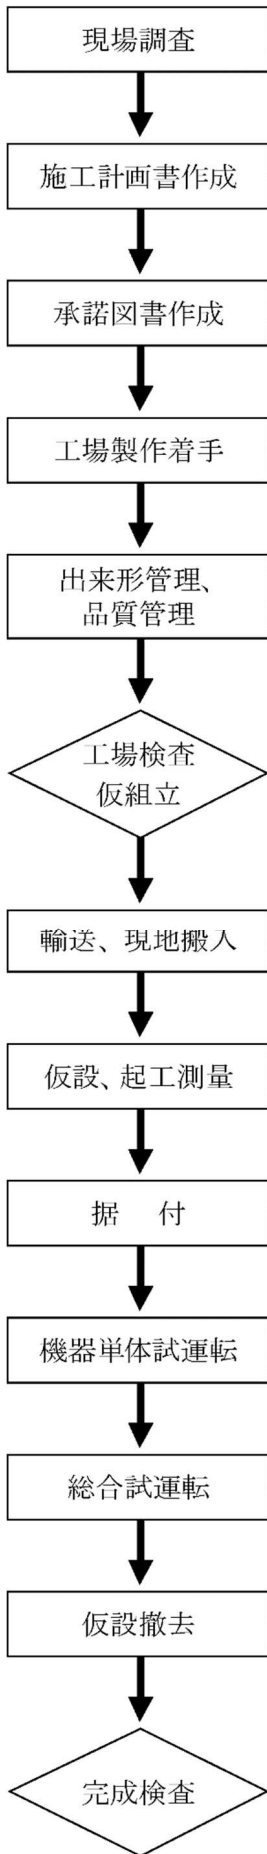 現場調査
施工計画書作成
承諾図書作成
工場製作着手
出来形管理、
品質管理
工場検査
仮組立
輸送、現地搬入
仮設、起工測量
据　付
機器単体試運転
総合試運転
仮設撤去
完成検査